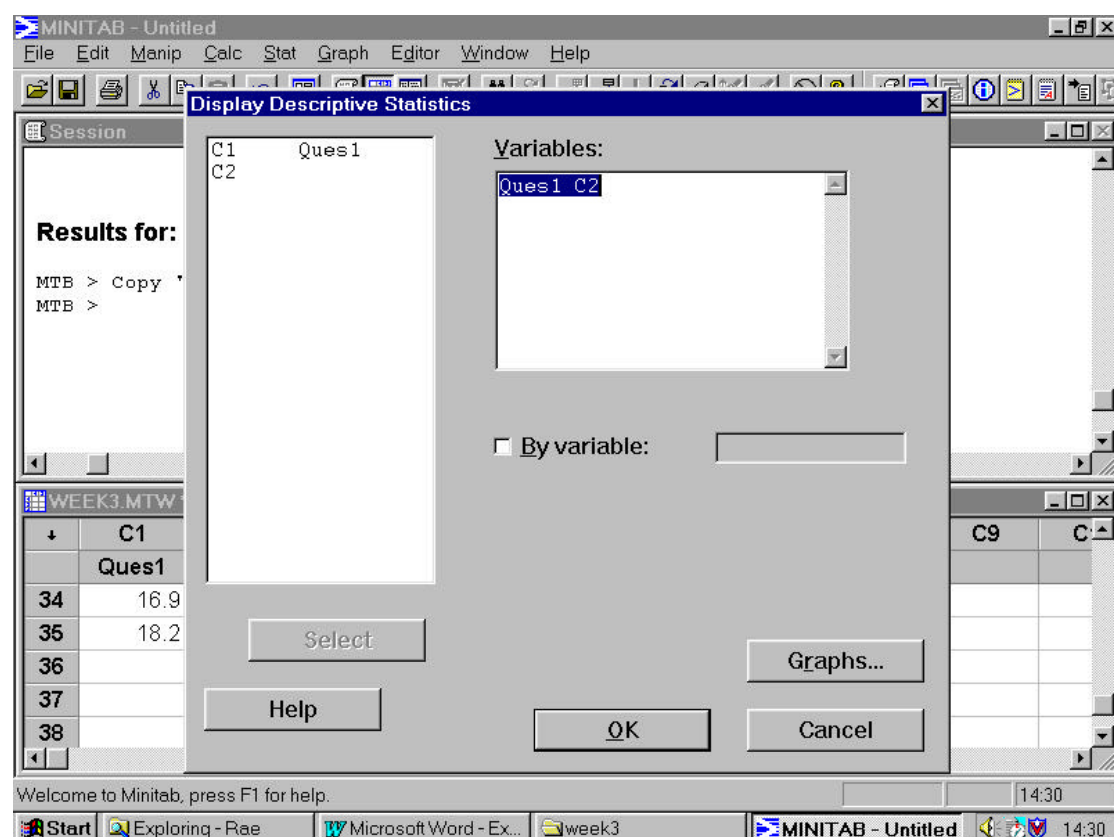 MINITAB - Untitled
File Edit Manip Calc Stat Graph Editor Window Help
Display Descriptive Statistics
Session
Results for:
MTB > Copy '
MTB >
C1 Ques1
C2
Variables:
Ques1 C2
By variable:
Select
Help
Graphs...
OK
Cancel
WEEK3.MTW
C1 C9
Ques1
34 16.9
35 18.2
36
37
38
Welcome to Minitab, press F1 for help. 14:30
Start Exploring - Rae Microsoft Word - Ex... week3 MINITAB - Untitled 14:30